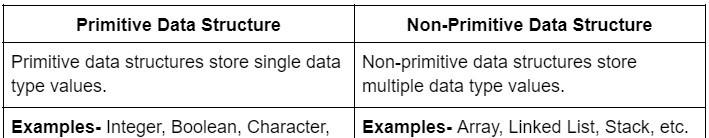 Primitive Data Structure
Non-Primitive Data Structure
Primitive data structures store single data
type values.
Non-primitive data structures store
multiple data type values.
Examples- Integer, Boolean, Character,
Examples- Array, Linked List, Stack, etc.